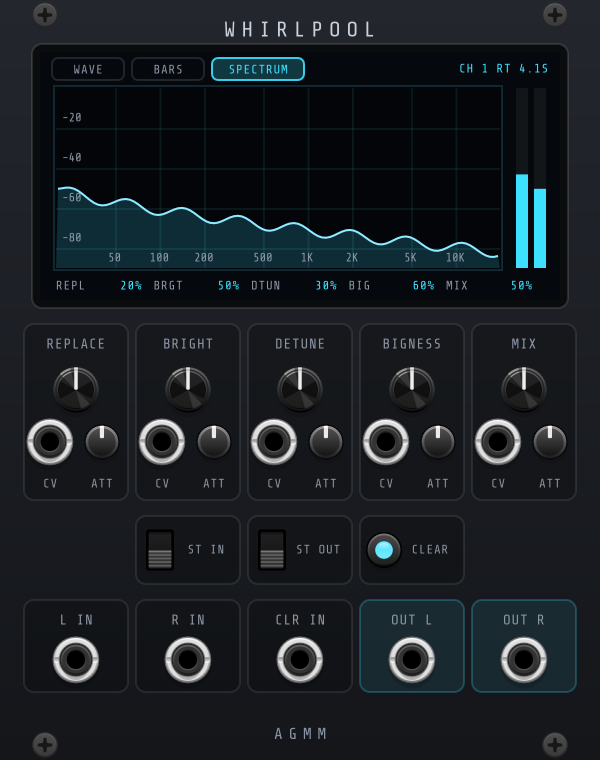 WHIRLPOOL
WAVE BARS SPECTRUM CH 1 RT 4.1S
-20
-40
-60
-80
50 100 200 500 1K 2K 5K 10K
REPL 20% BRGT 50% DTUN 30% BIG 60% MIX 50%
REPLACE BRIGHT DETUNE BIGNESS MIX
CV ATT CV ATT CV ATT CV ATT CV ATT
ST IN ST OUT CLEAR
L IN R IN CLR IN OUT L OUT R
AGMM